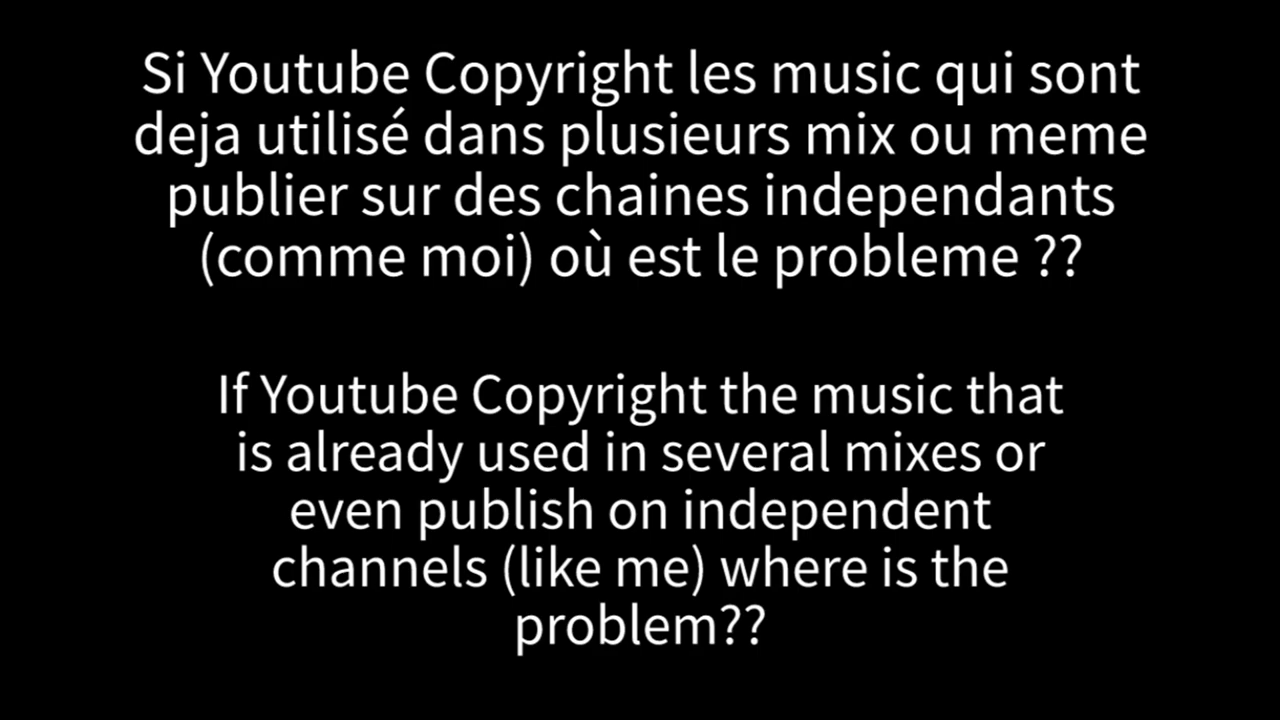 Si Youtube Copyright les music qui sont
deja utilisé dans plusieurs mix ou meme
publier sur des chaines independants
(comme moi) où est le probleme ??
If Youtube Copyright the music that
is already used in several mixes or
even publish on independent
channels (like me) where is the
problem??